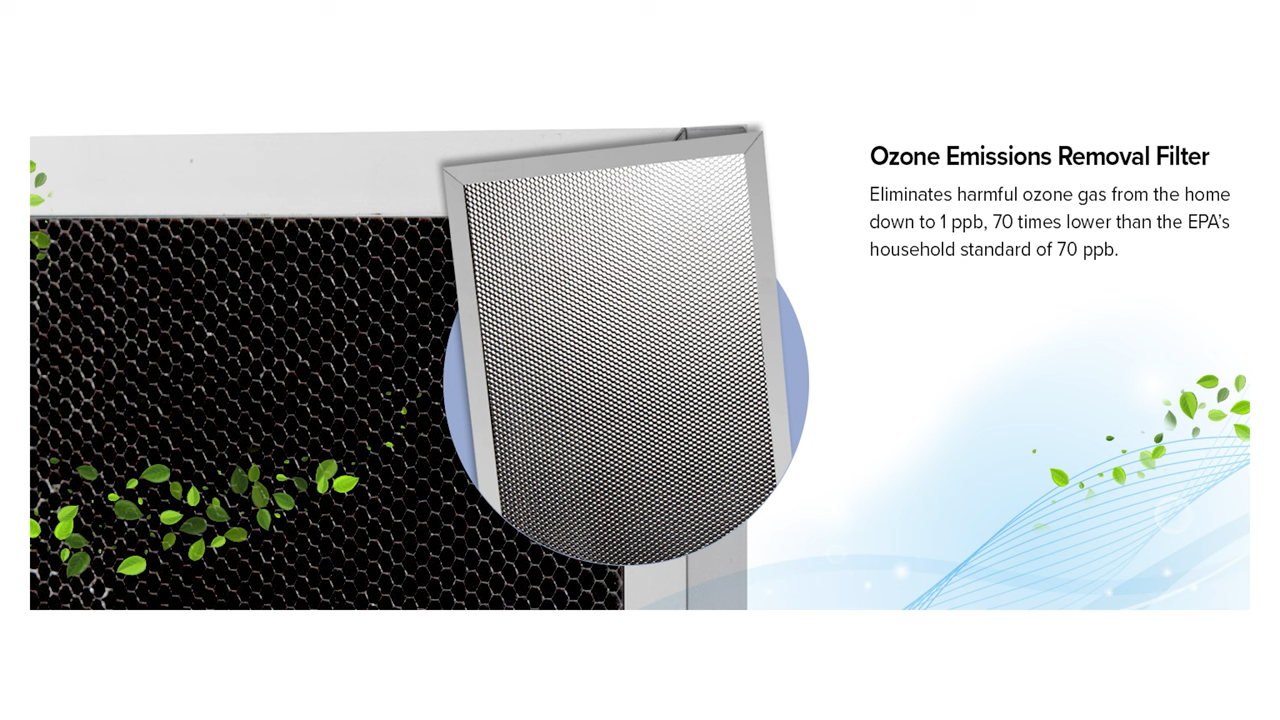 Ozone Emissions Removal Filter
Eliminates harmful ozone gas from the home
down to 1 ppb, 70 times lower than the EPA's
household standard of 70 ppb.